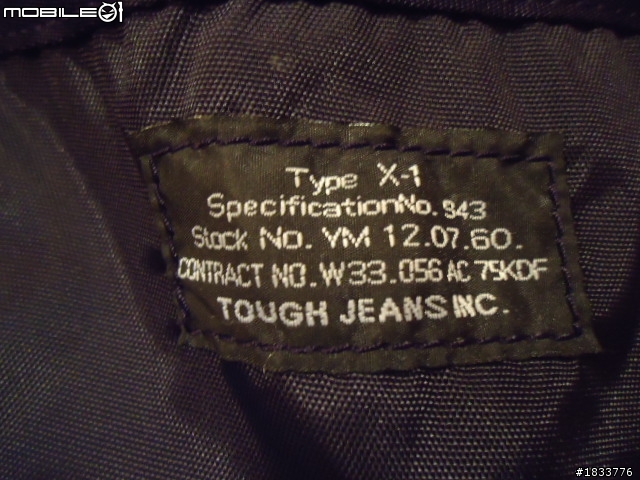 MOBILE01
Type X-1
SpecificationNo. 943
Stock No. YM 12.07.60.
CONTRACT NO. W33.056 AC 75KDF
TOUGH JEANS INC.
#1833776